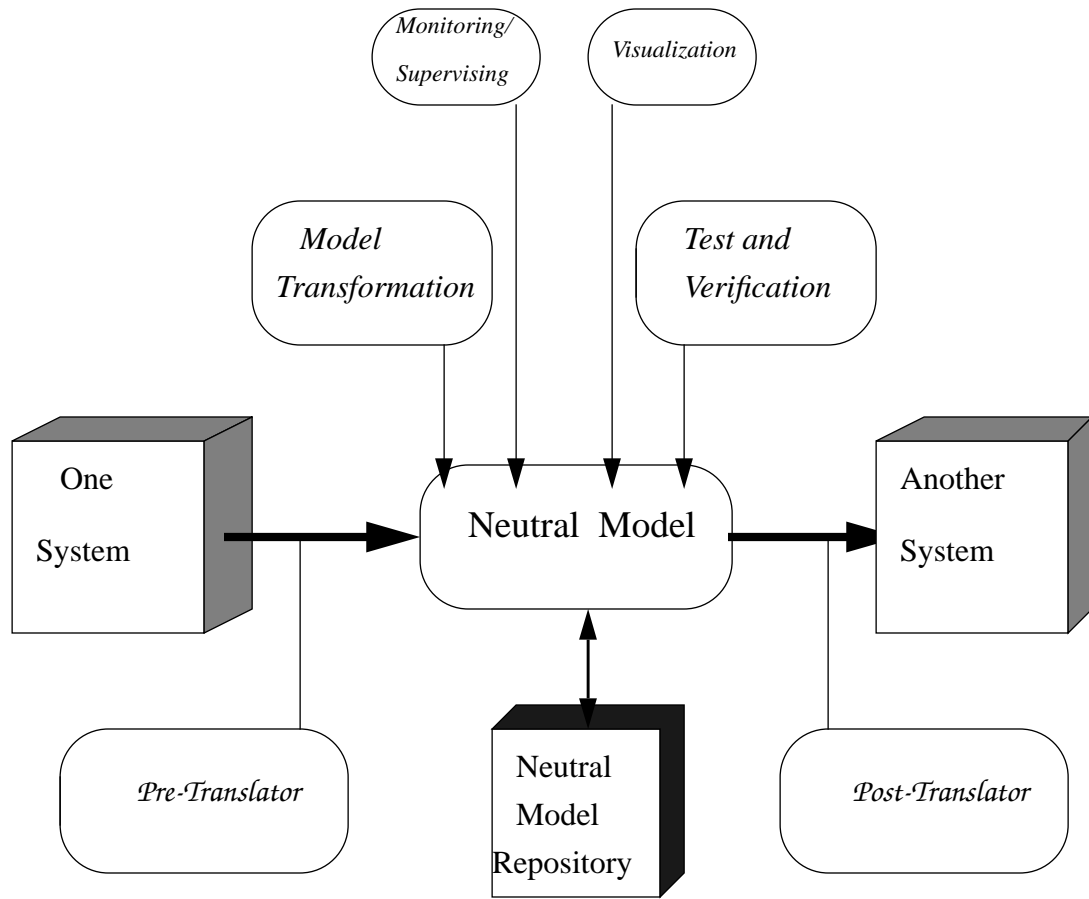 Monitoring/
Supervising
Visualization
Model
Transformation
Test and
Verification
One
System
Neutral Model
Another
System
Pre-Translator
Neutral
Model
Repository
Post-Translator